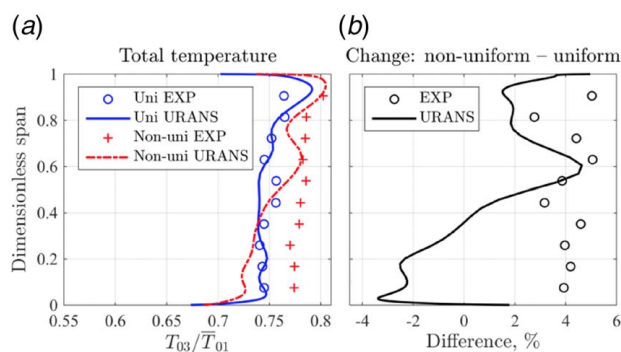 (a)
(b)
Total temperature
Change: non-uniform – uniform
Uni EXP
Uni URANS
Non-uni EXP
Non-uni URANS
EXP
URANS
Dimensionless span
1
0.8
0.6
0.4
0.2
0
0.55 0.6 0.65 0.7 0.75 0.8
-4 -2 0 2 4 6
T₀₃/T̅₀₁
Difference, %